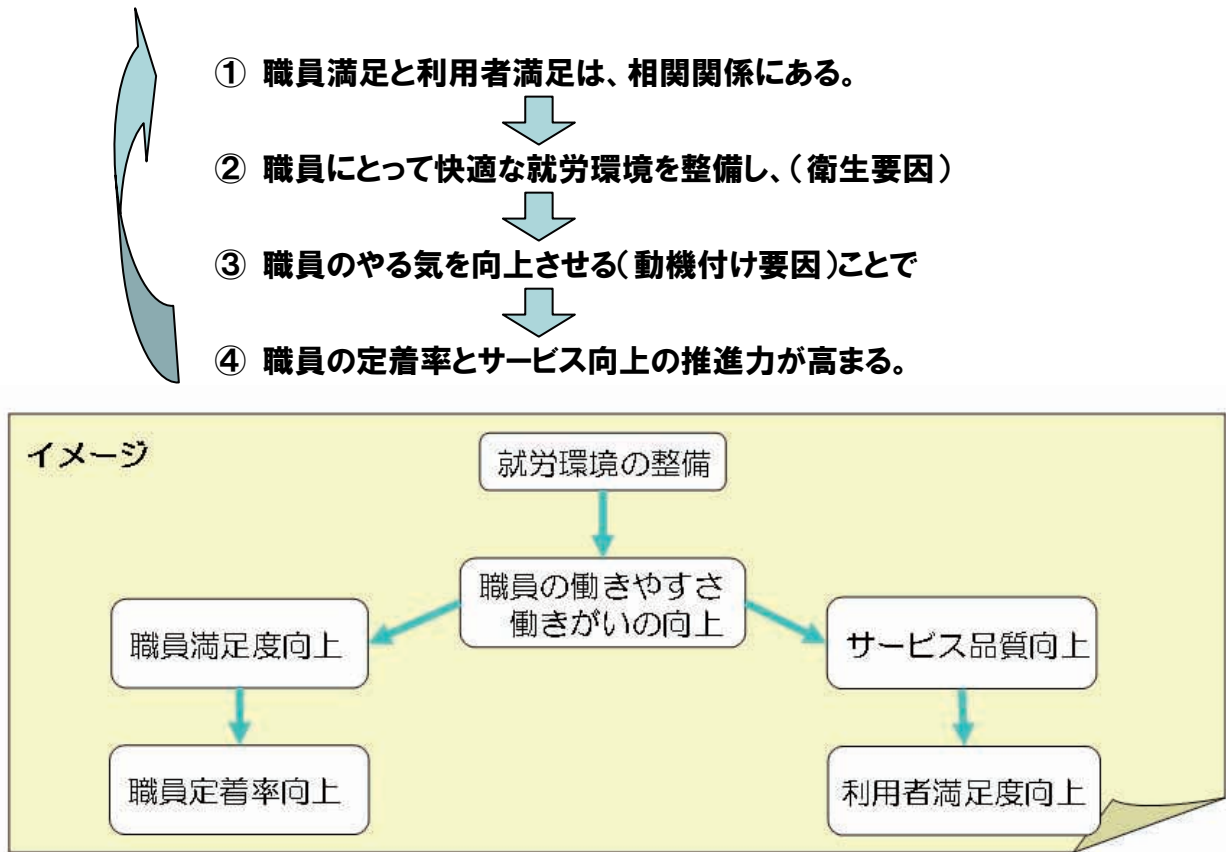 ① 職員満足と利用者満足は、相関関係にある。
② 職員にとって快適な就労環境を整備し、（衛生要因）
③ 職員のやる気を向上させる（動機付け要因）ことで
④ 職員の定着率とサービス向上の推進力が高まる。
イメージ
就労環境の整備
職員の働きやすさ
働きがいの向上
職員満足度向上
サービス品質向上
職員定着率向上
利用者満足度向上